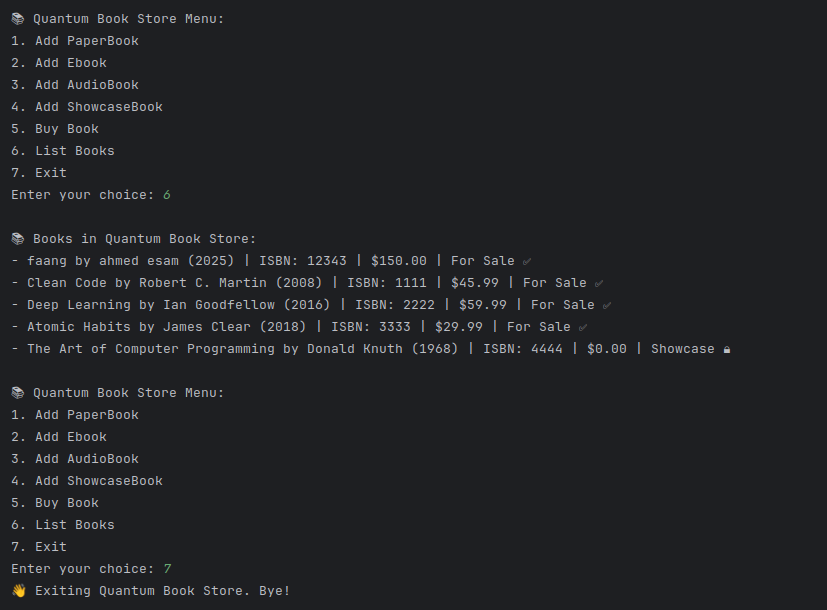 📚 Quantum Book Store Menu:
1. Add PaperBook
2. Add Ebook
3. Add AudioBook
4. Add ShowcaseBook
5. Buy Book
6. List Books
7. Exit
Enter your choice: 6
📚 Books in Quantum Book Store:
- faang by ahmed esam (2025) | ISBN: 12343 | $150.00 | For Sale ✅
- Clean Code by Robert C. Martin (2008) | ISBN: 1111 | $45.99 | For Sale ✅
- Deep Learning by Ian Goodfellow (2016) | ISBN: 2222 | $59.99 | For Sale ✅
- Atomic Habits by James Clear (2018) | ISBN: 3333 | $29.99 | For Sale ✅
- The Art of Computer Programming by Donald Knuth (1968) | ISBN: 4444 | $0.00 | Showcase 🔒
📚 Quantum Book Store Menu:
1. Add PaperBook
2. Add Ebook
3. Add AudioBook
4. Add ShowcaseBook
5. Buy Book
6. List Books
7. Exit
Enter your choice: 7
👋 Exiting Quantum Book Store. Bye!